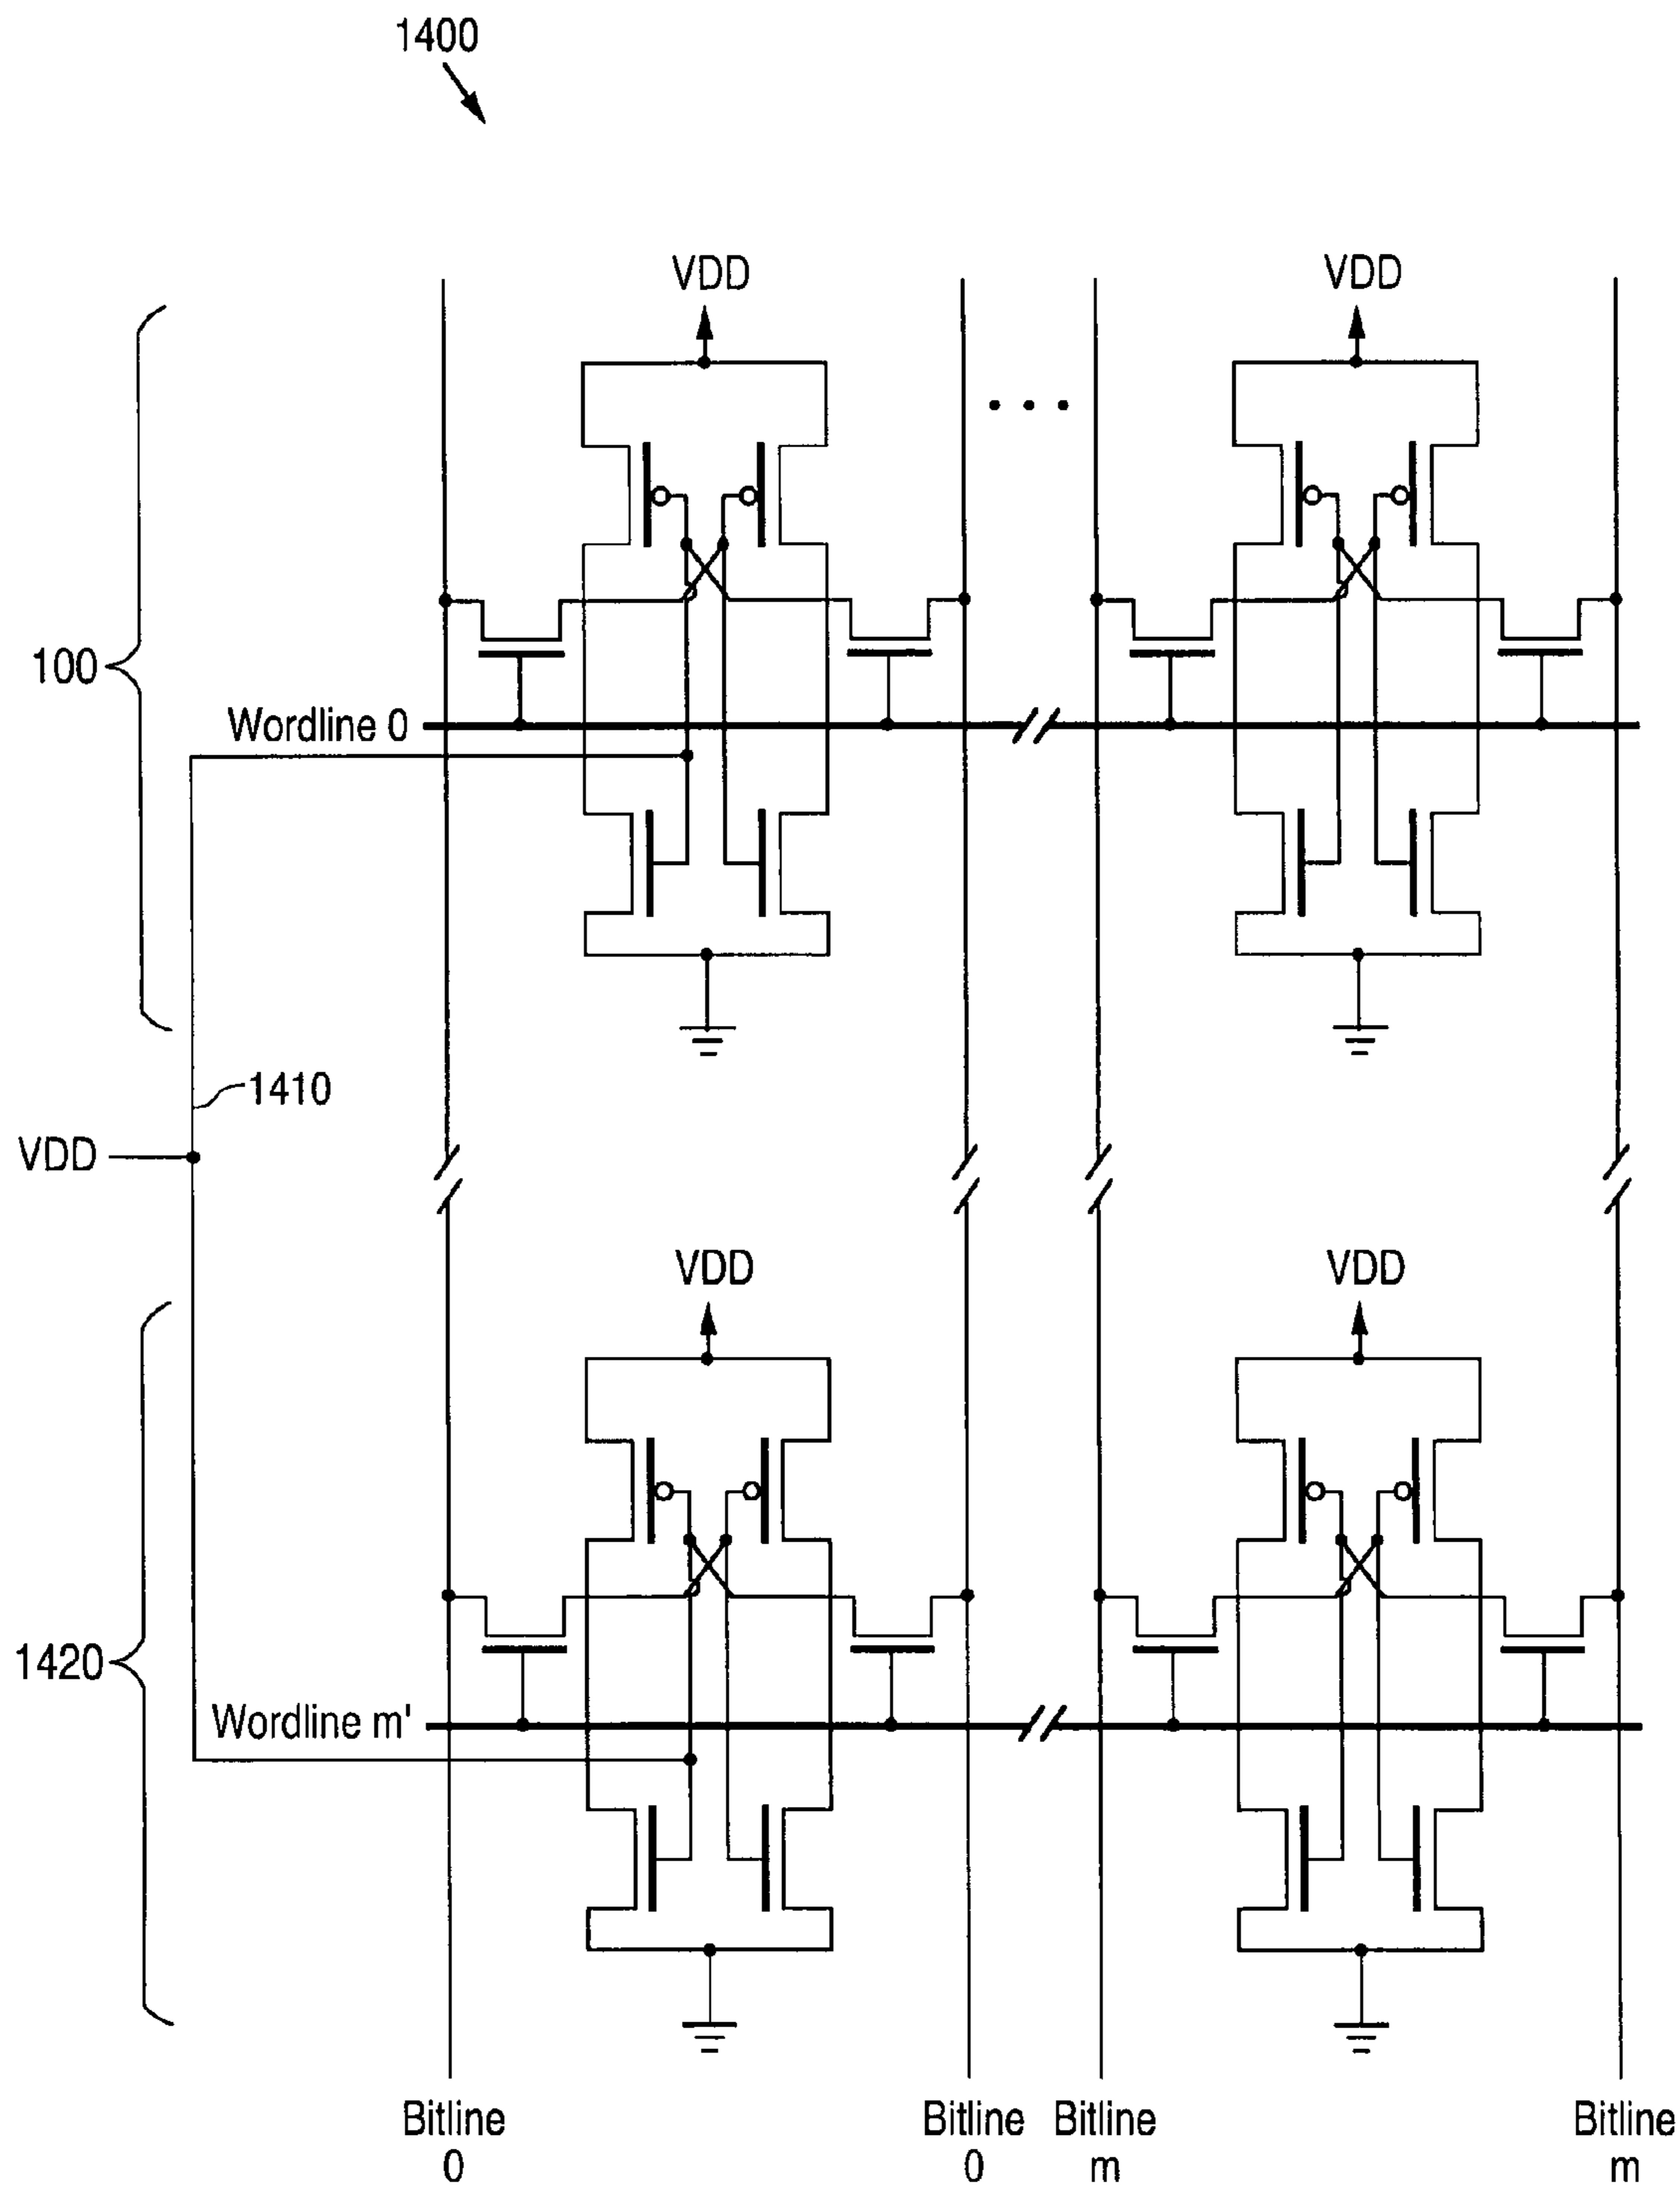 1400
VDD VDD
100
Wordline 0
1410
VDD
VDD VDD
1420
Wordline m'
Bitline 0 Bitline 0 Bitline m Bitline m